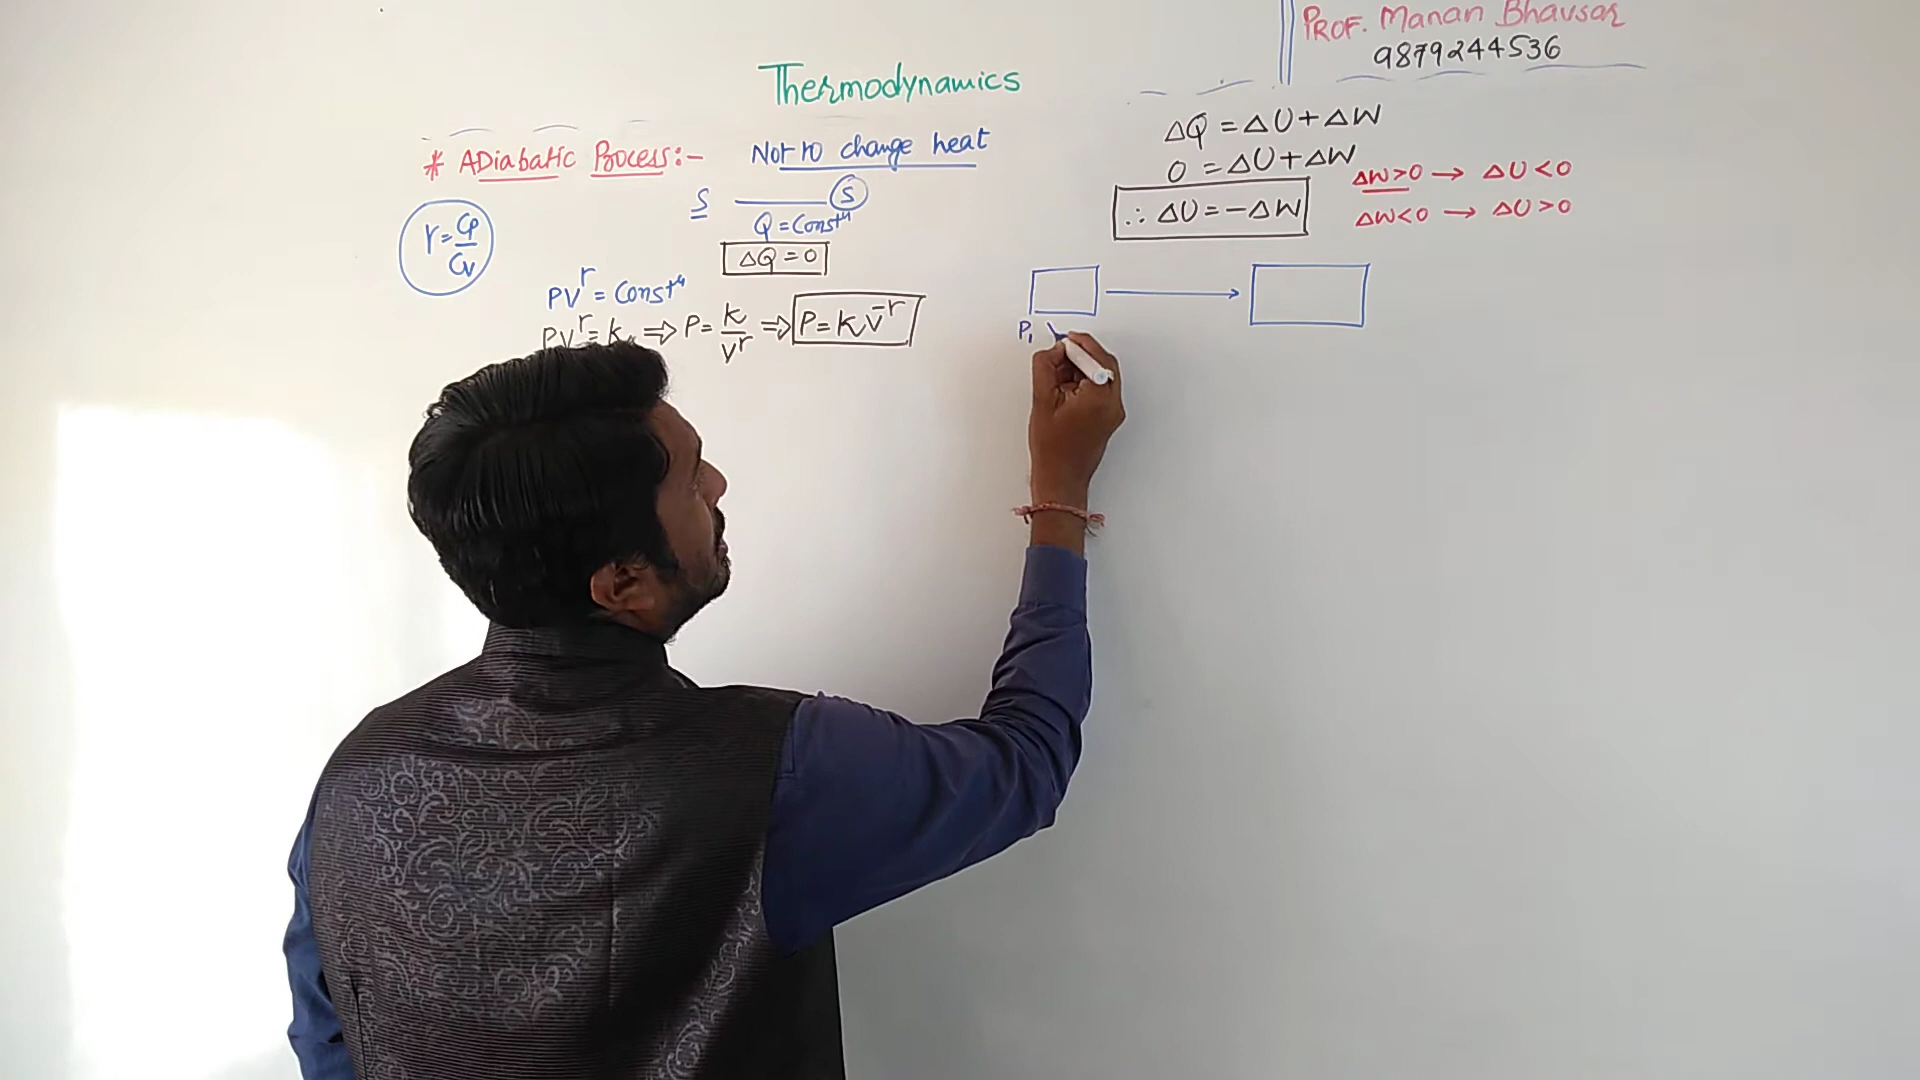 PROF. Manan Bhavsar
9879244536
Thermodynamics
* ADiabatic Process:- Not to change heat
S S
Q = Const
ΔQ = 0
r = Cp/Cv
PV^r = Const
PV^r = k ⇒ P = k/V^r ⇒ P = kV^-r
ΔQ = ΔU + ΔW
0 = ΔU + ΔW
∴ ΔU = -ΔW
ΔW>0 → ΔU<0
ΔW<0 → ΔU>0
P₁